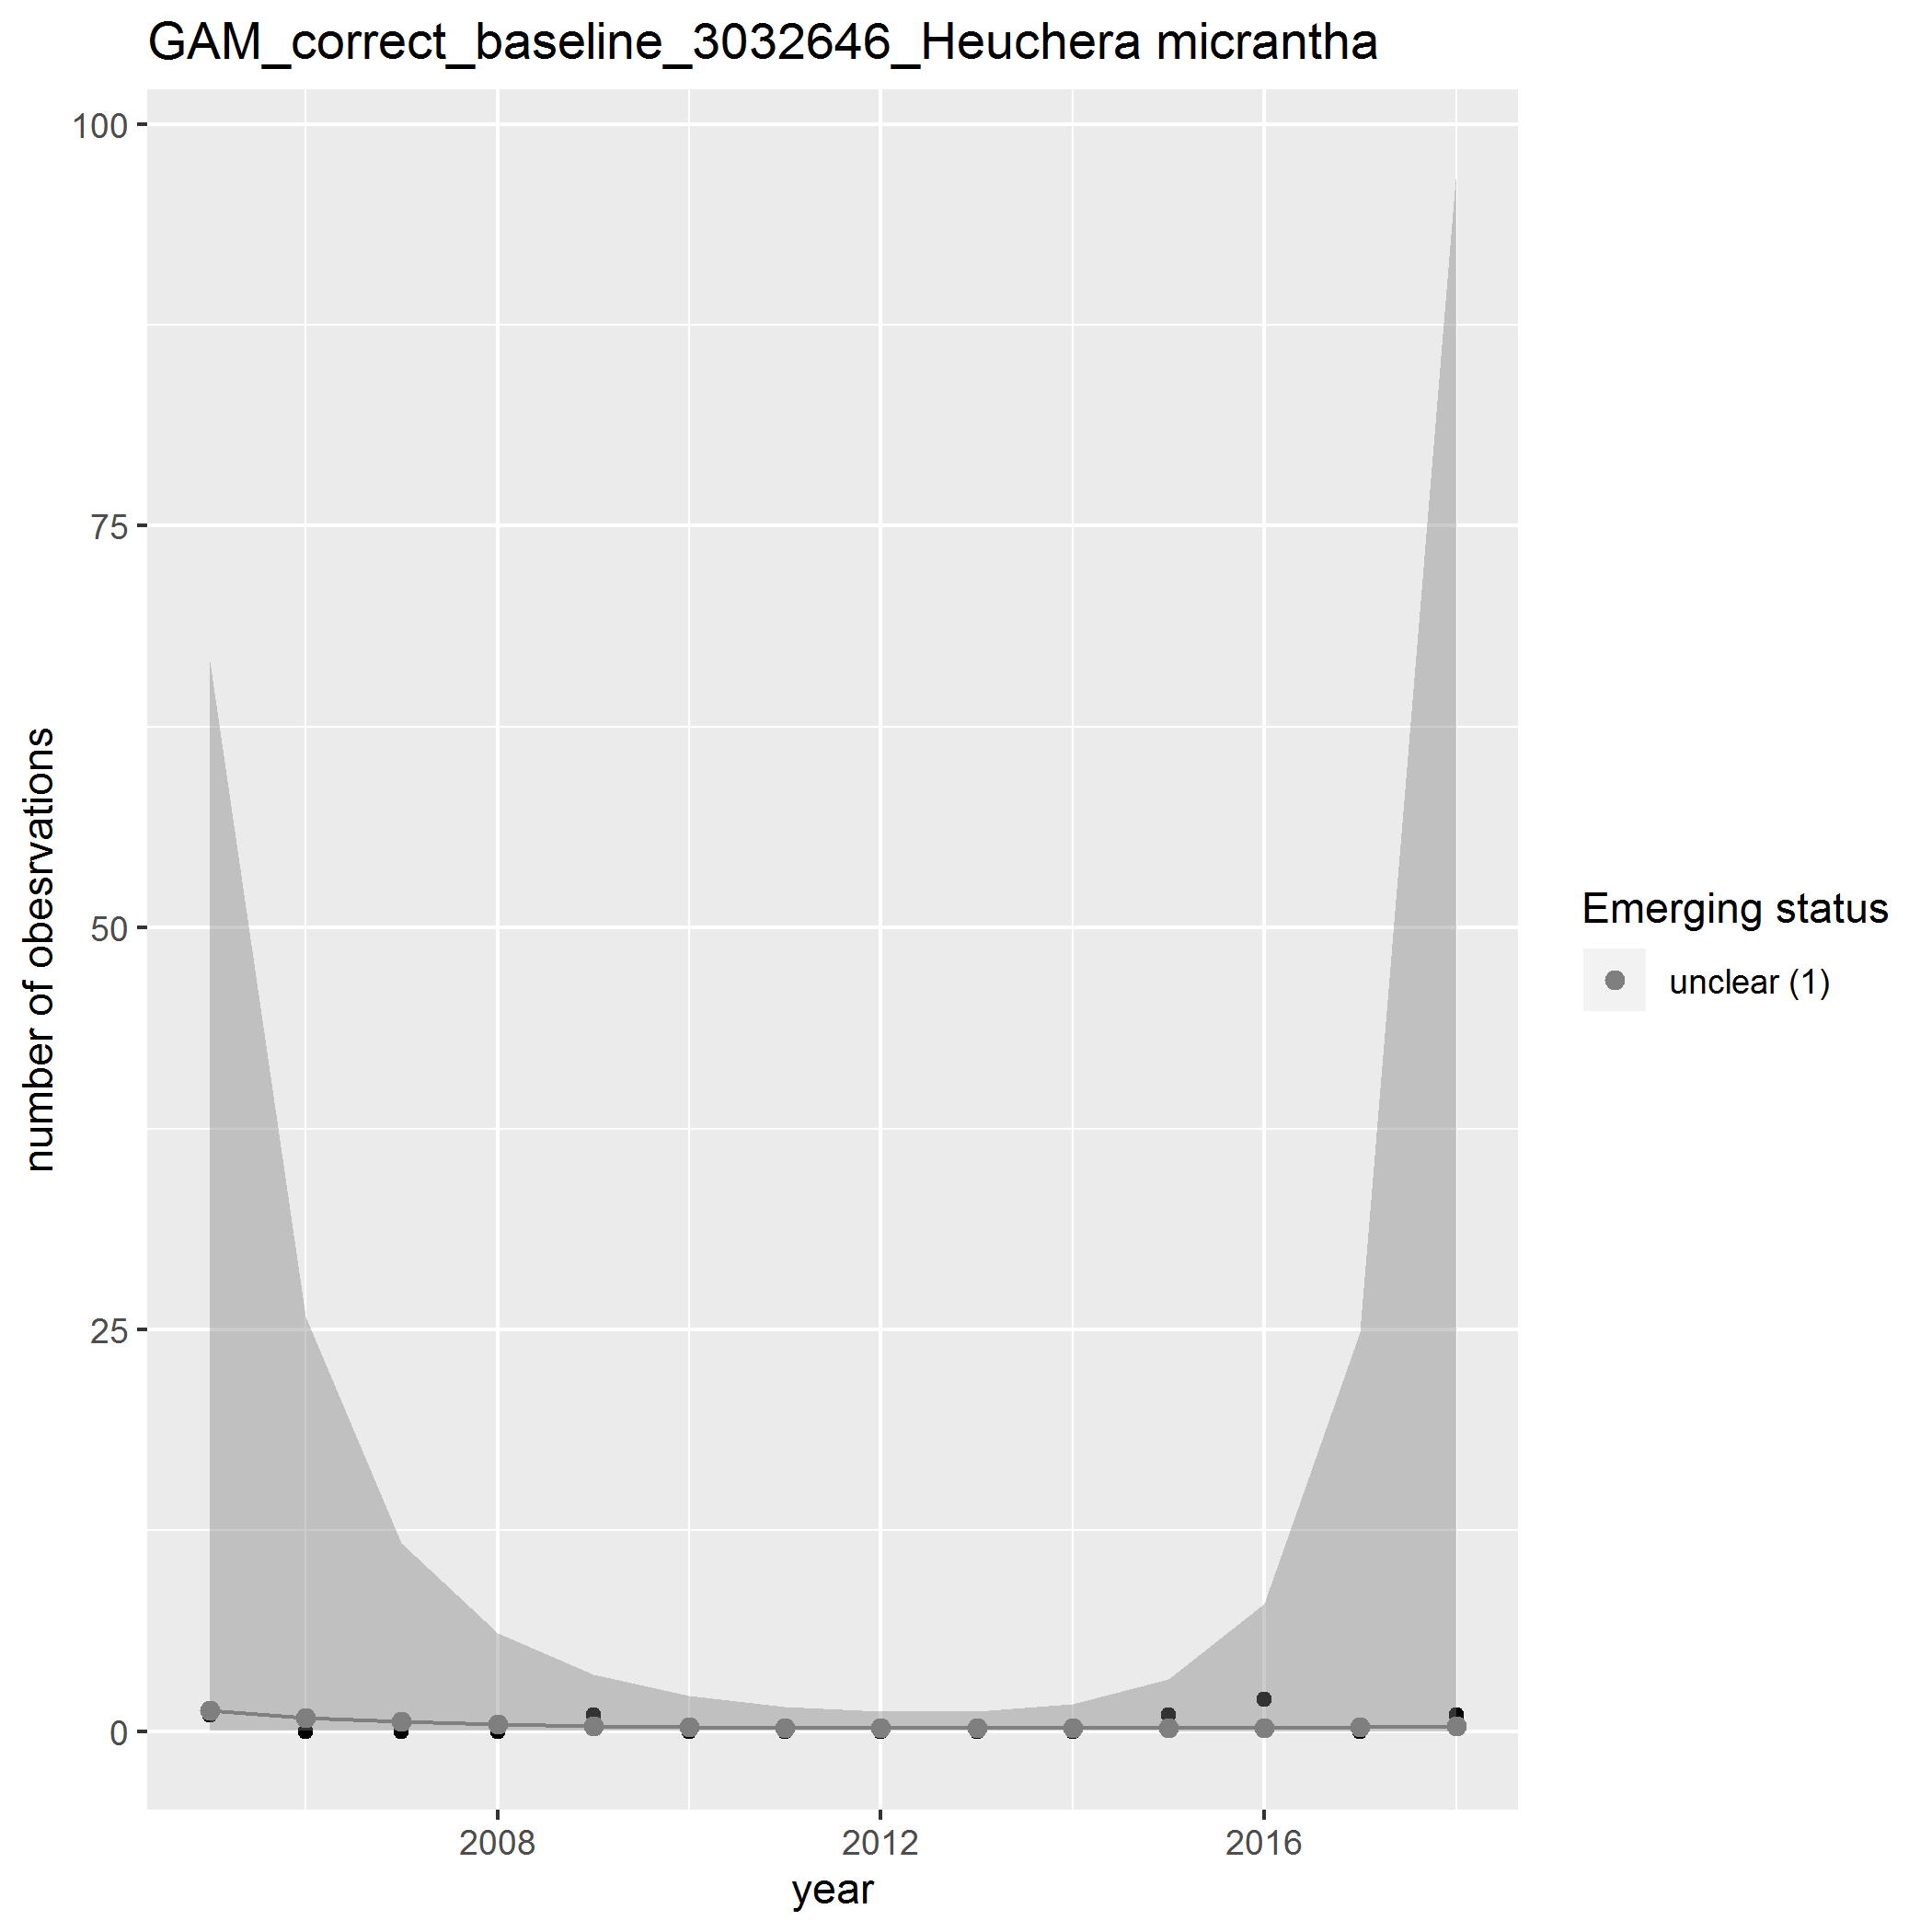 GAM_correct_baseline_3032646_Heuchera micrantha
100
75
50
25
0
number of obesrvations
2008
2012
2016
year
Emerging status
unclear (1)